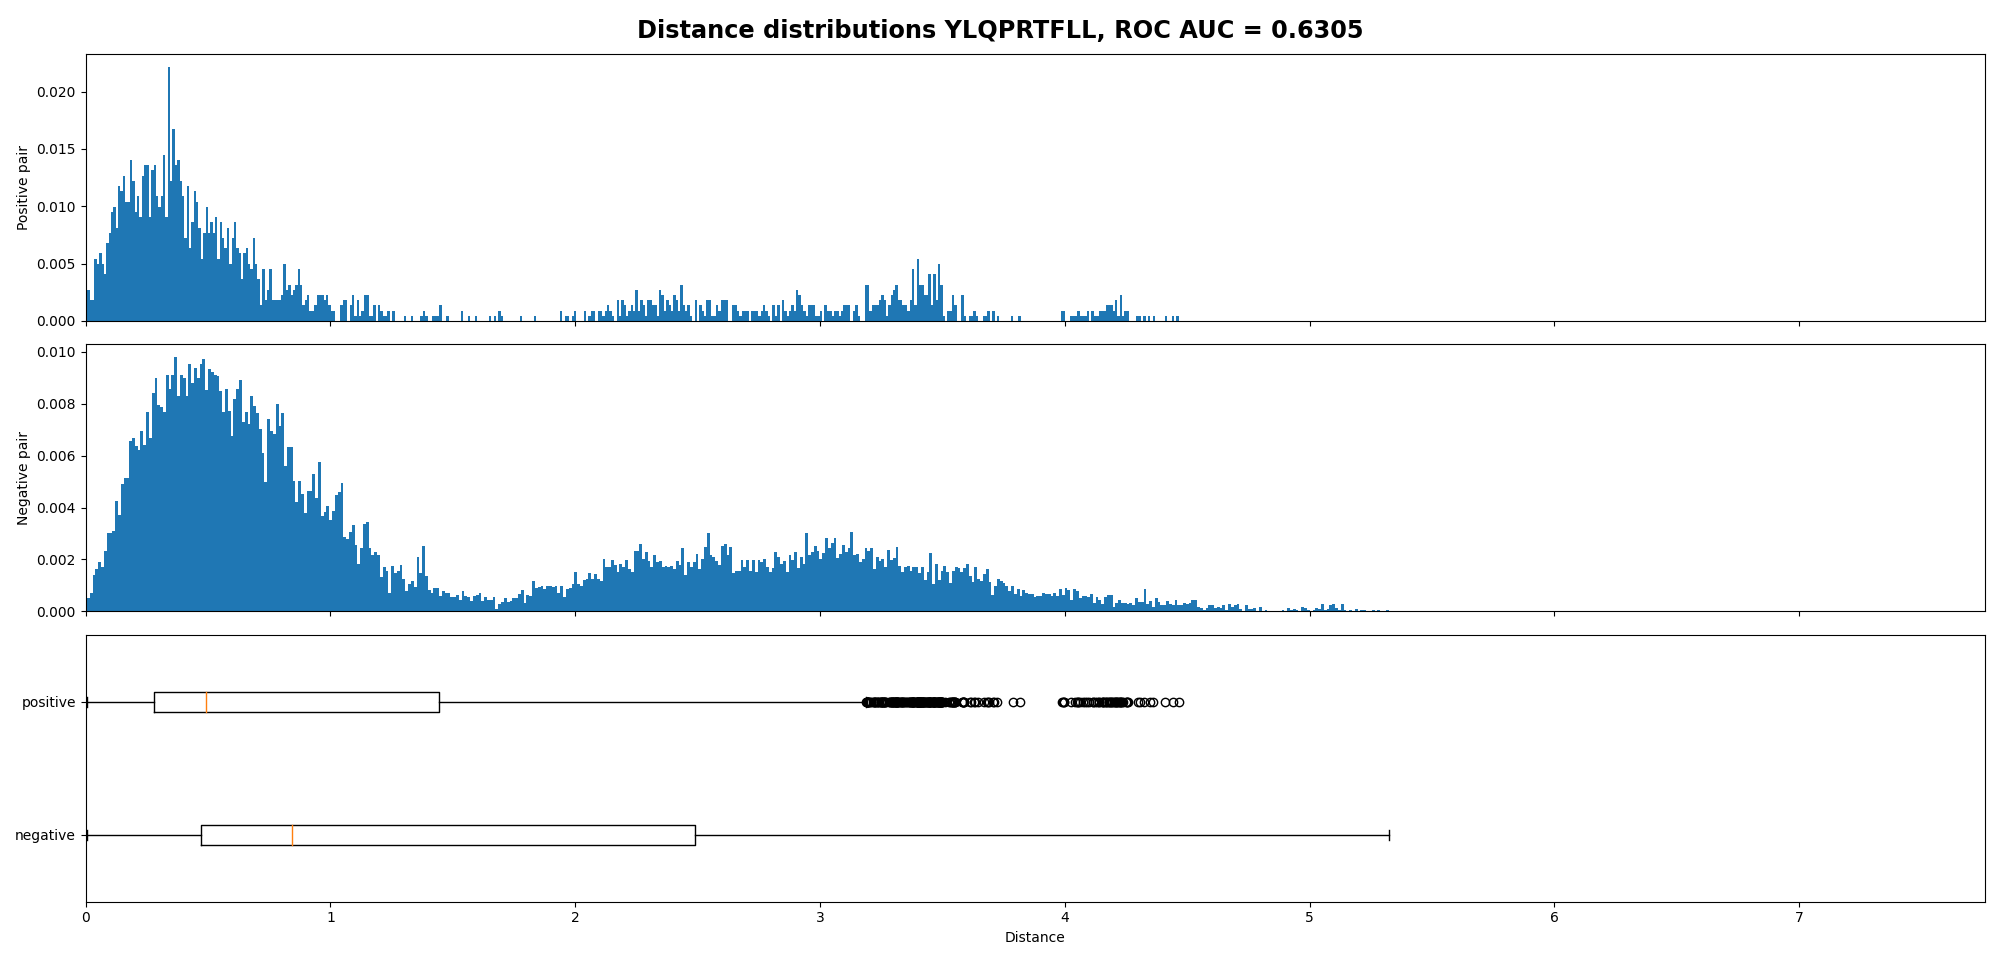 Distance distributions YLQPRTFLL, ROC AUC = 0.6305
0.020
0.015
0.010
0.005
0.000
Positive pair
0.010
0.008
0.006
0.004
0.002
0.000
Negative pair
positive
negative
0 1 2 3 4 5 6 7
Distance